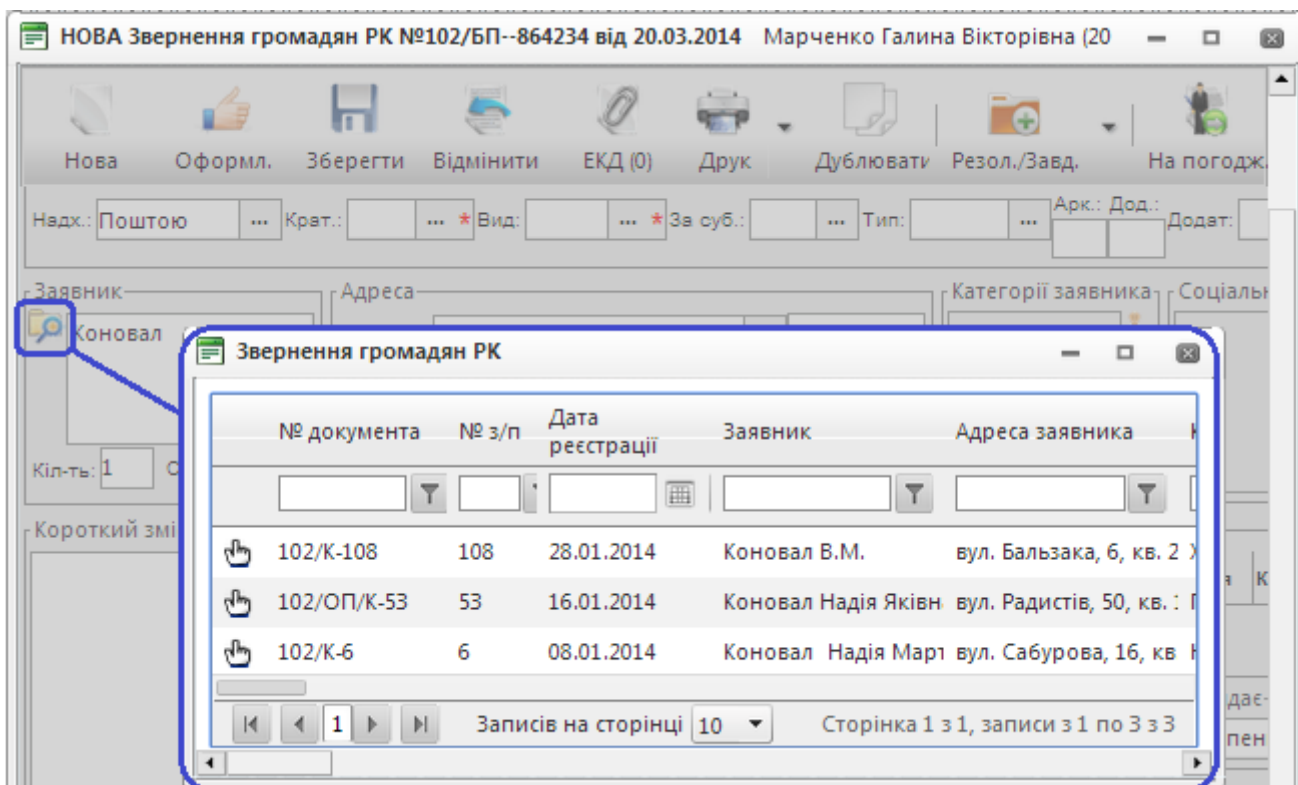 НОВА Звернення громадян РК №102/БП--864234 від 20.03.2014 Марченко Галина Вікторівна (20
Нова Оформл. Зберегти Відмінити ЕКД (0) Друк Дублювати Резол./Завд. На погодж.
Надх.: Поштою ... Крат.: ... * Вид: ... * За суб.: ... Тип: ... Арк.: Дод.: Додат:
Заявник Адреса Категорії заявника Соціальн
Коновал
Звернення громадян РК
№ документа № з/п Дата реєстрації Заявник Адреса заявника
Кіл-ть: 1
Короткий змі
102/К-108 108 28.01.2014 Коновал В.М. вул. Бальзака, 6, кв. 2
102/ОП/К-53 53 16.01.2014 Коновал Надія Яківн вул. Радистів, 50, кв.
102/К-6 6 08.01.2014 Коновал Надія Март вул. Сабурова, 16, кв
1 Записів на сторінці 10 Сторінка 1 з 1, записи з 1 по 3 з 3
дає-
пен